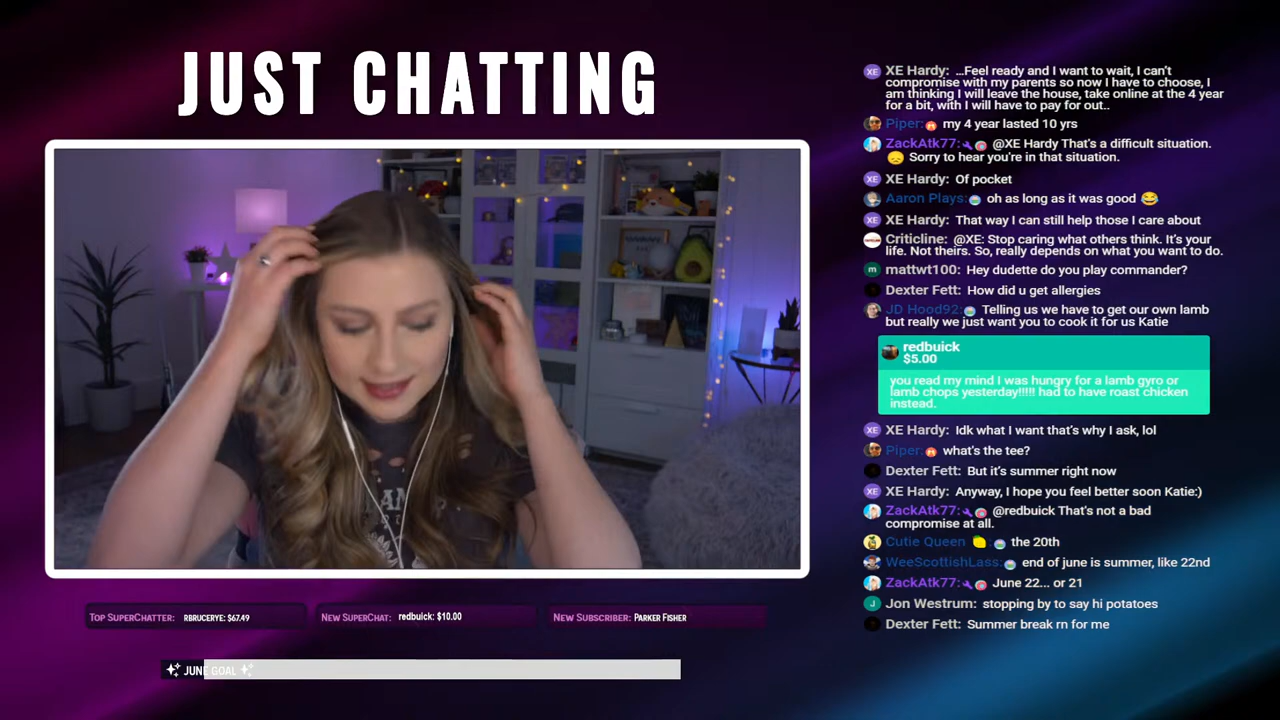 JUST CHATTING
XE Hardy: ...Feel ready and I want to wait, I can't
compromise with my parents so now I have to choose, I
am thinking I will leave the house, take online at the 4 year
for a bit, with I will have to pay for out..
Piper: my 4 year lasted 10 yrs
ZackAtk77: @XE Hardy That's a difficult situation.
Sorry to hear you're in that situation.
XE Hardy: Of pocket
Aaron Plays: oh as long as it was good 😂
XE Hardy: That way I can still help those I care about
Criticline: @XE: Stop caring what others think. It's your
life. Not theirs. So, really depends on what you want to do.
mattwt100: Hey dudette do you play commander?
Dexter Fett: How did u get allergies
JD Hood92: Telling us we have to get our own lamb
but really we just want you to cook it for us Katie
redbuick
$5.00
you read my mind I was hungry for a lamb gyro or
lamb chops yesterday!!!!! had to have roast chicken
instead.
XE Hardy: Idk what I want that's why I ask, lol
Piper: what's the tee?
Dexter Fett: But it's summer right now
XE Hardy: Anyway, I hope you feel better soon Katie:)
ZackAtk77: @redbuick That's not a bad
compromise at all.
Cutie Queen 🍋: the 20th
WeeScottishLass: end of june is summer, like 22nd
ZackAtk77: June 22... or 21
Jon Westrum: stopping by to say hi potatoes
Dexter Fett: Summer break rn for me
TOP SUPERCHATTER: RBRUCERYE: $67.49
NEW SUPERCHAT: redbuick: $10.00
NEW SUBSCRIBER: PARKER FISHER
JUNE GOAL